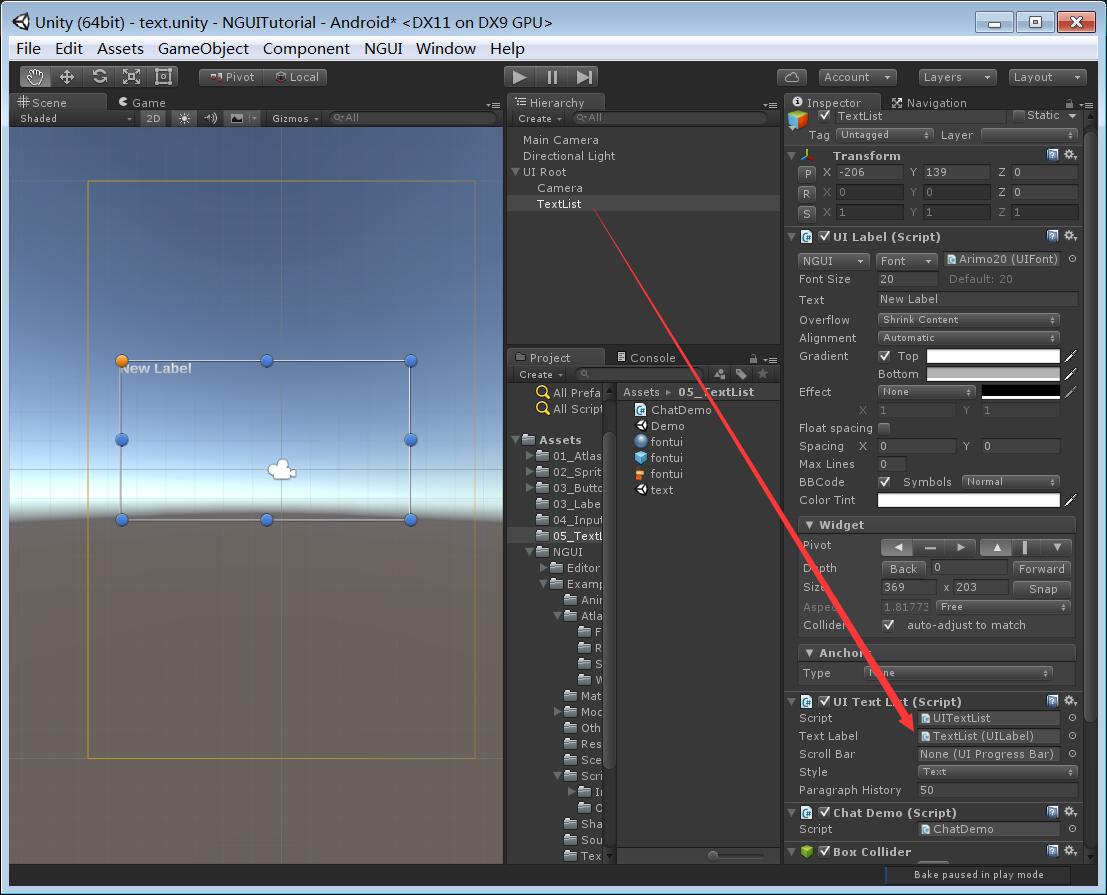 Unity (64bit) - text.unity - NGUITutorial - Android* <DX11 on DX9 GPU>
File Edit Assets GameObject Component NGUI Window Help
Pivot Local Account Layers Layout
Scene Game
Shaded 2D Gizmos All
New Label
Hierarchy
Create All
Main Camera
Directional Light
UI Root
Camera
TextList
Project Console
Create
All Prefa
All Script
Assets
01_Atlas
02_Sprit
03_Butto
03_Labe
04_Input
05_TextL
NGUI
Editor
Examp
Anir
Atla
F
R
S
W
Mat
Moc
Oth
Res
Sce
Scri
Ir
O
Sha
Sou
Tex
Assets 05_TextList
ChatDemo
Demo
fontui
fontui
fontui
text
Inspector Navigation
TextList Static
Tag Untagged Layer
Transform
P X -206 Y 139 Z 0
R X 0 Y 0 Z 0
S X 1 Y 1 Z 1
UI Label (Script)
NGUI Font Arimo20 (UIFont)
Font Size 20 Default: 20
Text New Label
Overflow Shrink Content
Alignment Automatic
Gradient Top
Bottom
Effect None
X 1 Y 1
Float spacing
Spacing X 0 Y 0
Max Lines 0
BBCode Symbols Normal
Color Tint
Widget
Pivot
Depth Back 0 Forward
Size 369 x 203 Snap
Aspec 1.81773 Free
Collider auto-adjust to match
Anchors
Type None
UI Text List (Script)
Script UITextList
Text Label TextList (UILabel)
Scroll Bar None (UI Progress Bar)
Style Text
Paragraph History 50
Chat Demo (Script)
Script ChatDemo
Box Collider
Bake paused in play mode